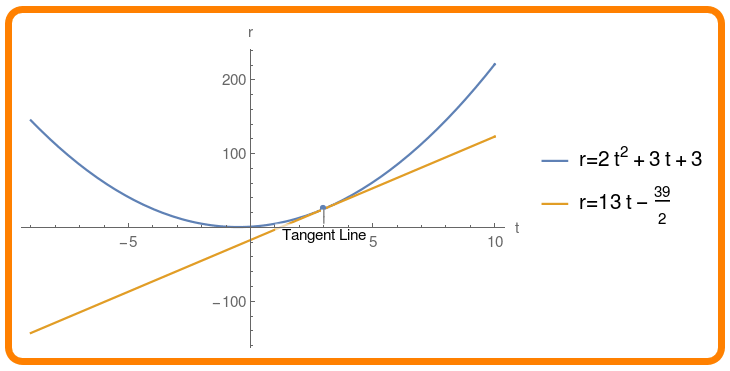 r
200
100
r=2 t² + 3 t + 3
r=13 t − 39/2
t
Tangent Line
−5
5
10
−100